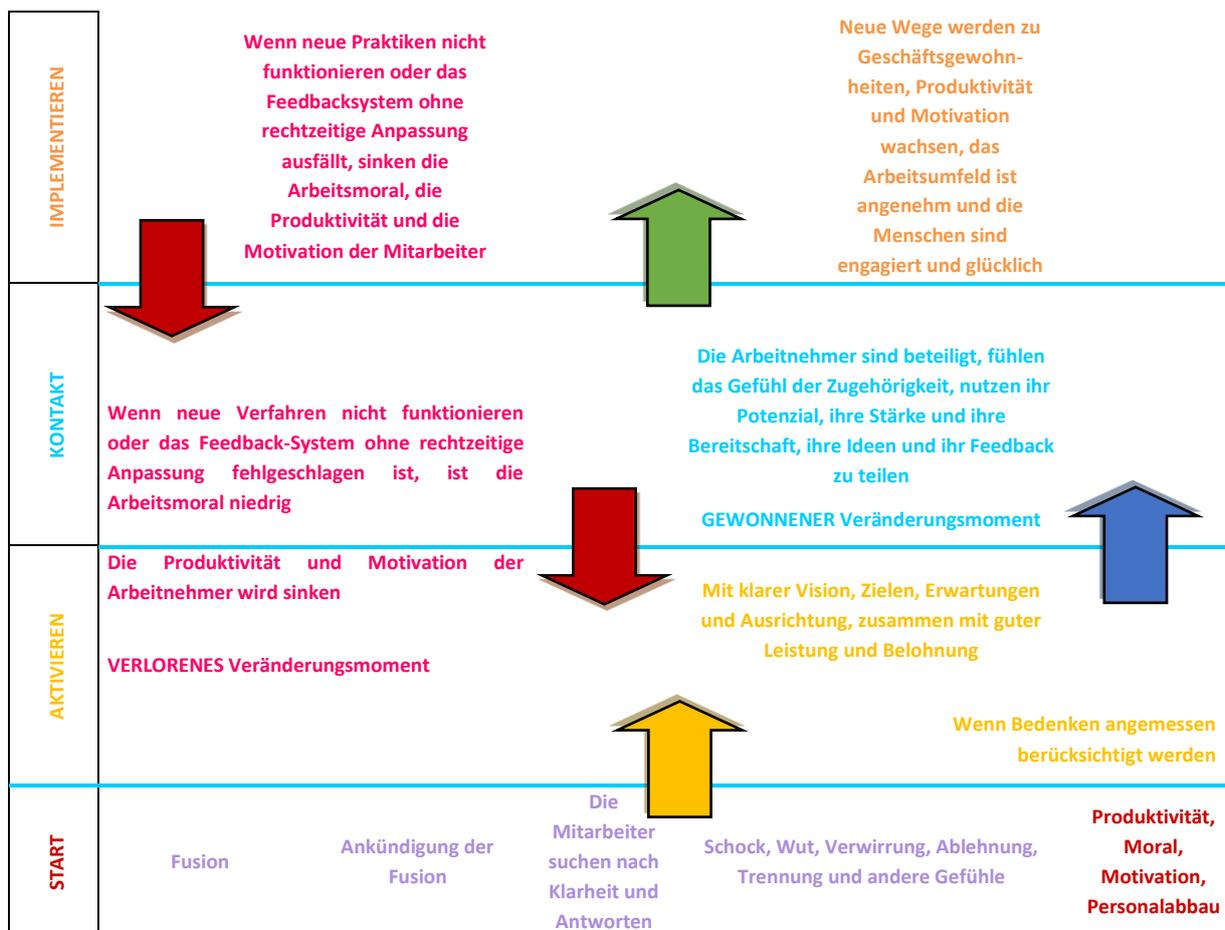 IMPLEMENTIEREN
Wenn neue Praktiken nicht
funktionieren oder das
Feedbacksystem ohne
rechtzeitige Anpassung
ausfällt, sinken die
Arbeitsmoral, die
Produktivität und die
Motivation der Mitarbeiter
Neue Wege werden zu
Geschäftsgewohn-
heiten, Produktivität
und Motivation
wachsen, das
Arbeitsumfeld ist
angenehm und die
Menschen sind
engagiert und glücklich
KONTAKT
Wenn neue Verfahren nicht funktionieren
oder das Feedback-System ohne rechtzeitige
Anpassung fehlgeschlagen ist, ist die
Arbeitsmoral niedrig
Die Arbeitnehmer sind beteiligt, fühlen
das Gefühl der Zugehörigkeit, nutzen ihr
Potenzial, ihre Stärke und ihre
Bereitschaft, ihre Ideen und ihr Feedback
zu teilen
GEWONNENER Veränderungsmoment
AKTIVIEREN
Die Produktivität und Motivation der
Arbeitnehmer wird sinken
VERLORENES Veränderungsmoment
Mit klarer Vision, Zielen, Erwartungen
und Ausrichtung, zusammen mit guter
Leistung und Belohnung
Wenn Bedenken angemessen
berücksichtigt werden
START
Fusion
Ankündigung der
Fusion
Die
Mitarbeiter
suchen nach
Klarheit und
Antworten
Schock, Wut, Verwirrung, Ablehnung,
Trennung und andere Gefühle
Produktivität,
Moral,
Motivation,
Personalabbau